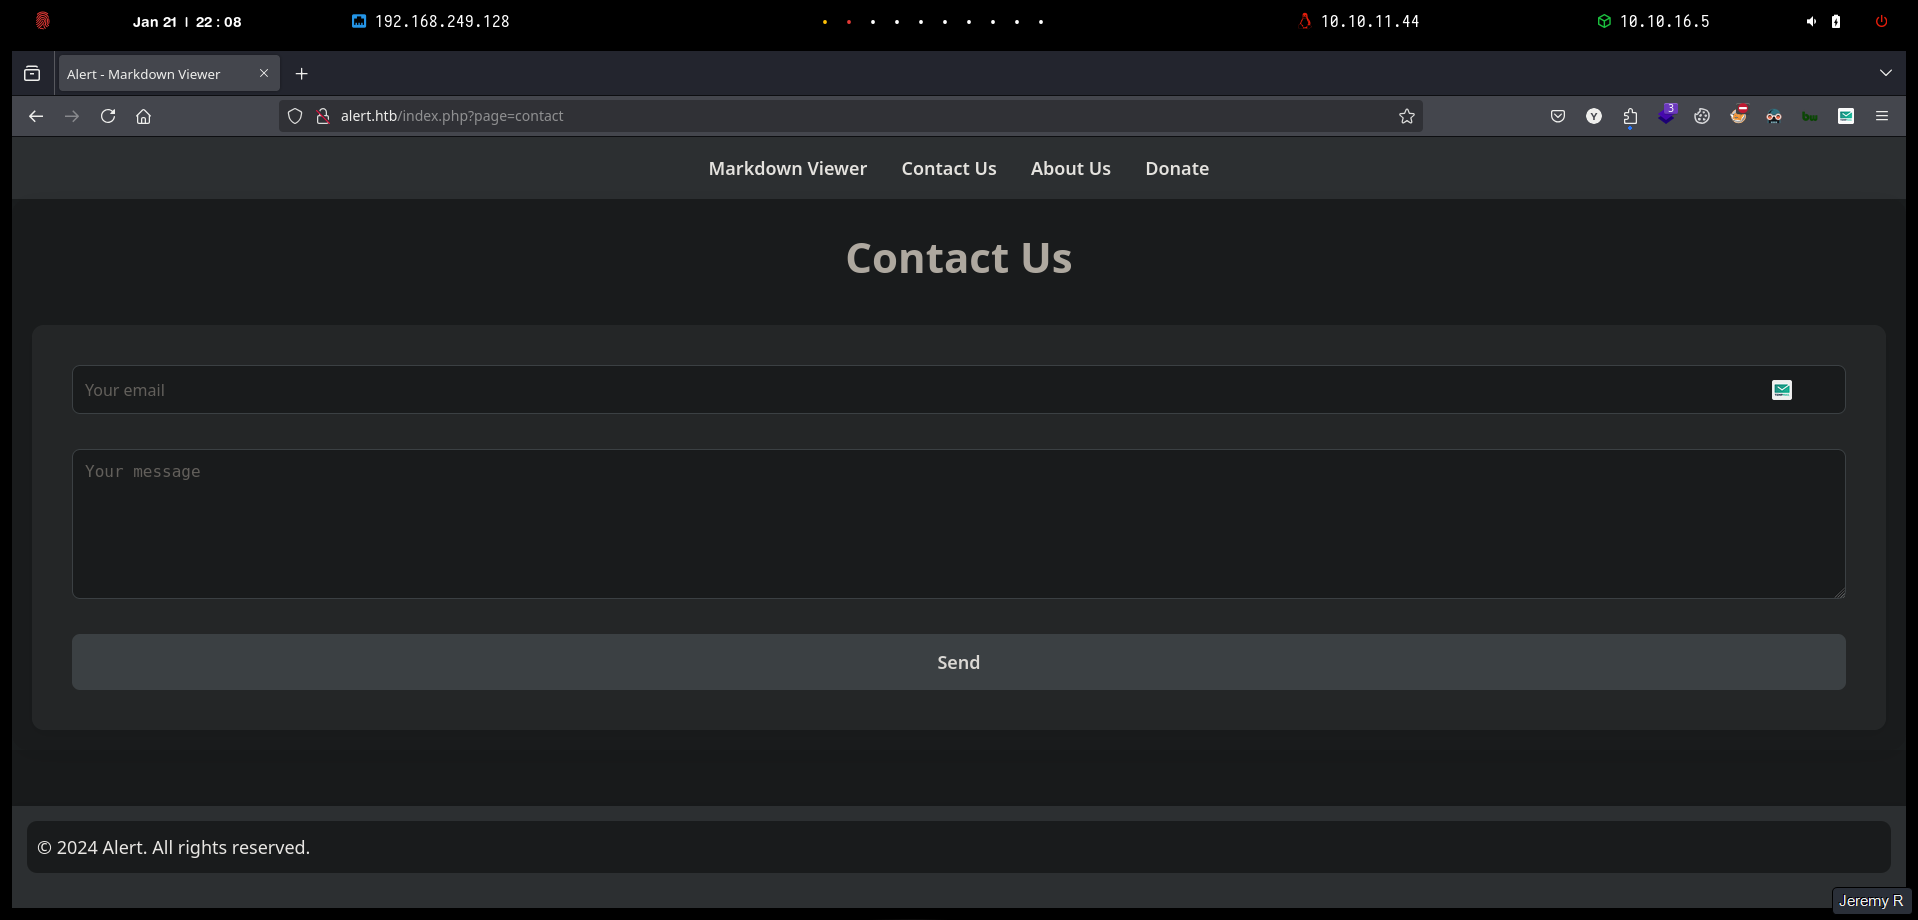 Jan 21 | 22 : 08
192.168.249.128
10.10.11.44
10.10.16.5
Alert - Markdown Viewer
alert.htb/index.php?page=contact
Y
3
bw
Markdown Viewer
Contact Us
About Us
Donate
Contact Us
Your email
Your message
Send
© 2024 Alert. All rights reserved.
Jeremy R